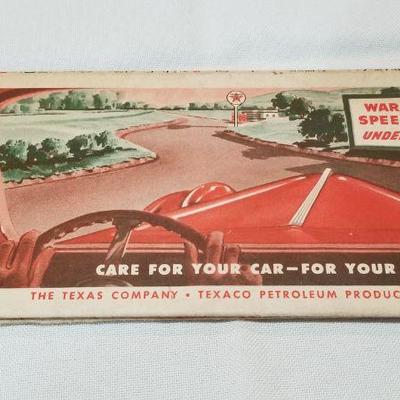 WAR
SPEE
UNDE
CARE FOR YOUR CAR—FOR YOUR
THE TEXAS COMPANY • TEXACO PETROLEUM PRODUC